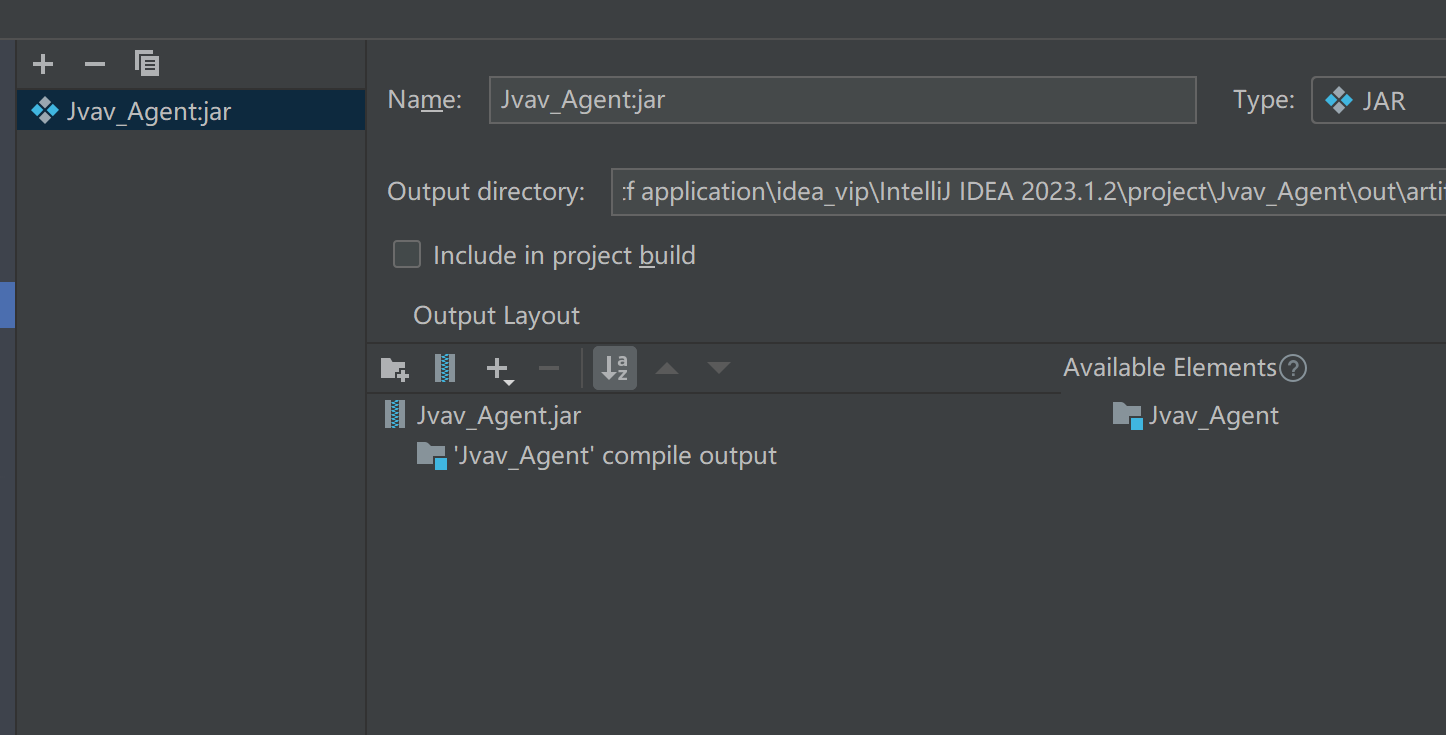 Jvav_Agent:jar
Name: Jvav_Agent:jar Type: JAR
Output directory: application\idea_vip\IntelliJ IDEA 2023.1.2\project\Jvav_Agent\out\arti
Include in project build
Output Layout
Available Elements ?
Jvav_Agent.jar
Jvav_Agent
'Jvav_Agent' compile output